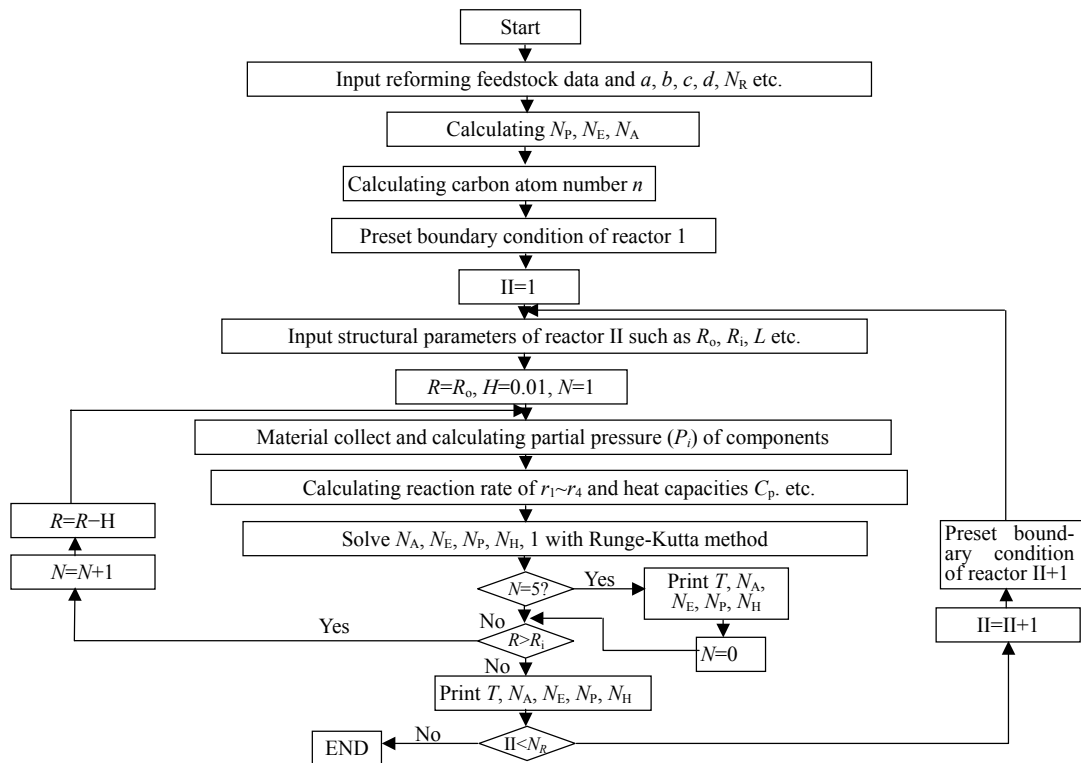 Start
Input reforming feedstock data and a, b, c, d, N_R etc.
Calculating N_P, N_E, N_A
Calculating carbon atom number n
Preset boundary condition of reactor 1
II=1
Input structural parameters of reactor II such as R_o, R_i, L etc.
R=R_o, H=0.01, N=1
Material collect and calculating partial pressure (P_i) of components
Calculating reaction rate of r_1~r_4 and heat capacities C_p. etc.
R=R−H
Solve N_A, N_E, N_P, N_H, 1 with Runge-Kutta method
Preset boun-
dary condition
of reactor II+1
N=N+1
N=5?
Yes
Print T, N_A,
N_E, N_P, N_H
II=II+1
No
Yes
R>R_i
N=0
No
Print T, N_A, N_E, N_P, N_H
II<N_R
No
END